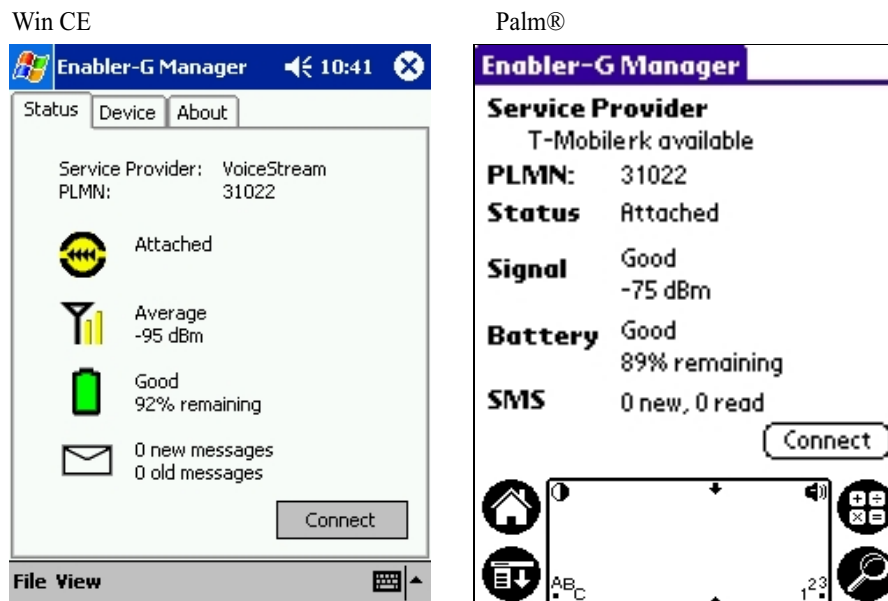 Win CE
Palm®
Enabler-G Manager 10:41
Status Device About
Service Provider: VoiceStream
PLMN: 31022
Attached
Average
-95 dBm
Good
92% remaining
0 new messages
0 old messages
Connect
File View
Enabler-G Manager
Service Provider
T-Mobilerk available
PLMN: 31022
Status Attached
Signal Good
-75 dBm
Battery Good
89% remaining
SMS 0 new, 0 read
Connect
ABC
123